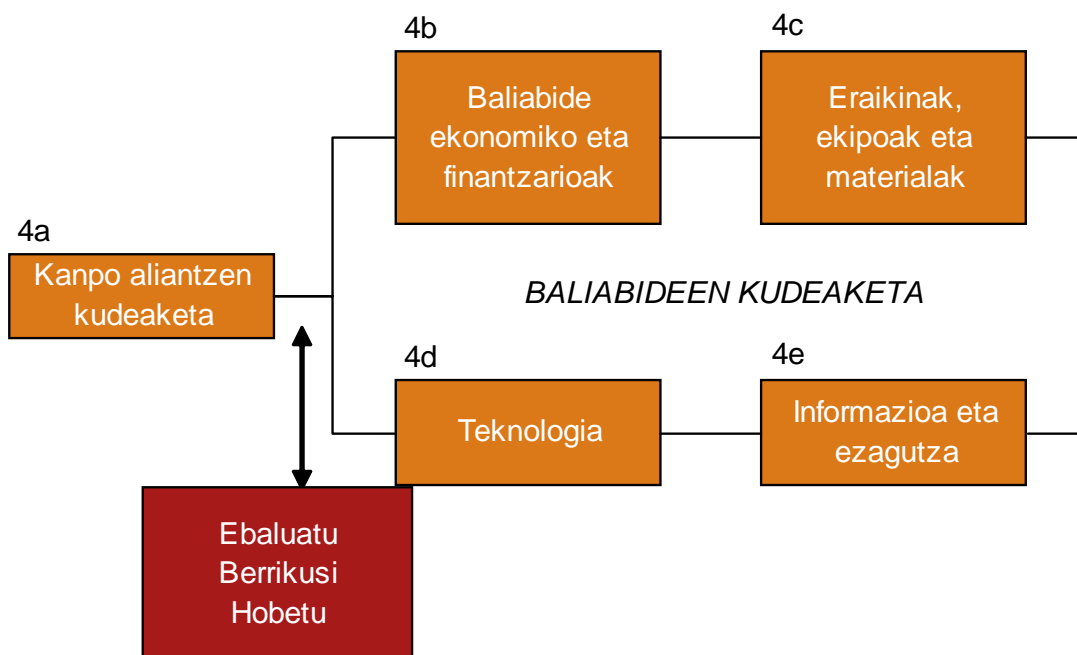 4b
Baliabide
ekonomiko eta
finantzarioak
4c
Eraikinak,
ekipoak eta
materialak
4a
Kanpo aliantzen
kudeaketa
BALIABIDEEN KUDEAKETA
4d
Teknologia
4e
Informazioa eta
ezagutza
Ebaluatu
Berrikusi
Hobetu